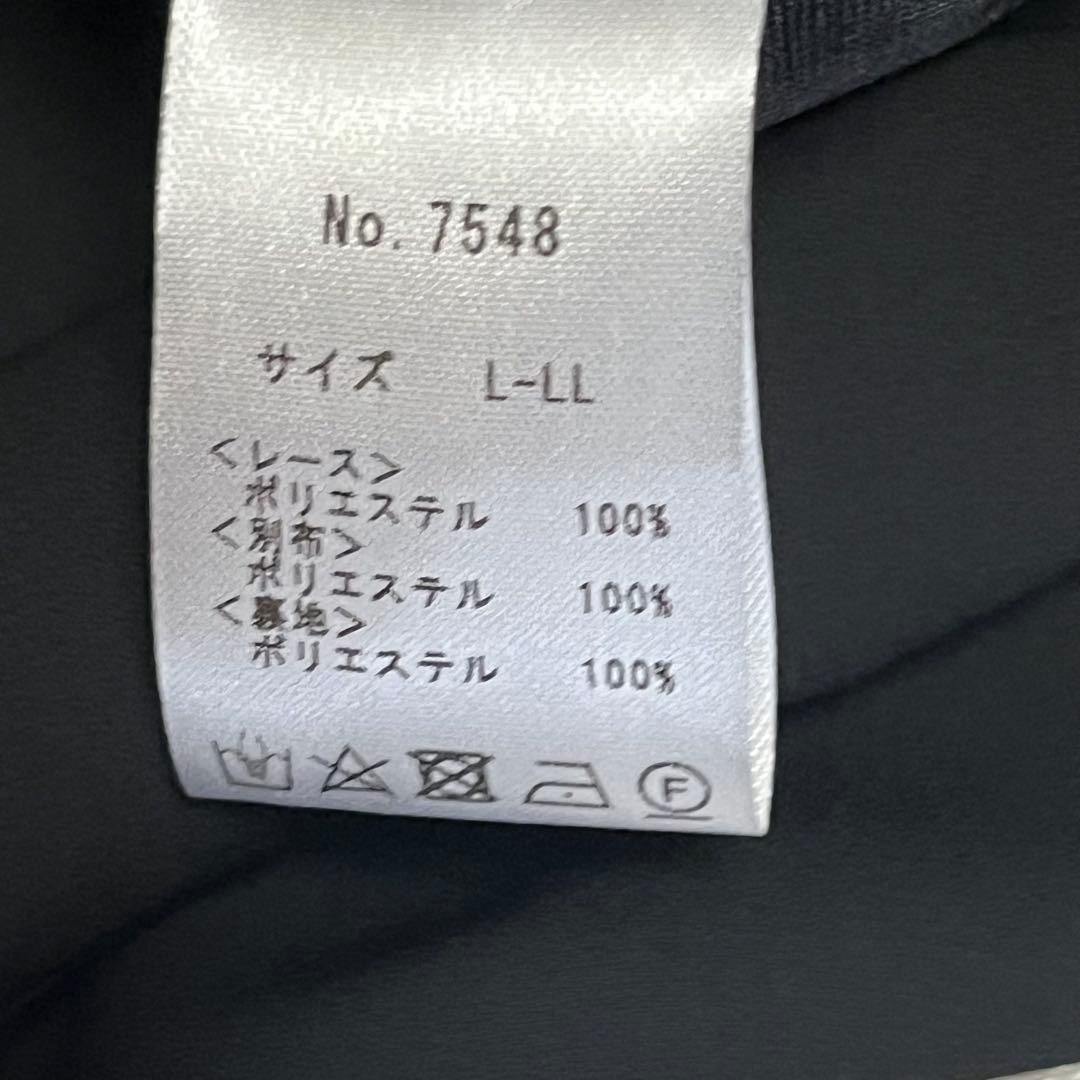 No. 7548
サイズ L-LL
<レース>
ポリエステル 100%
<別布>
ポリエステル 100%
<裏地>
ポリエステル 100%
F